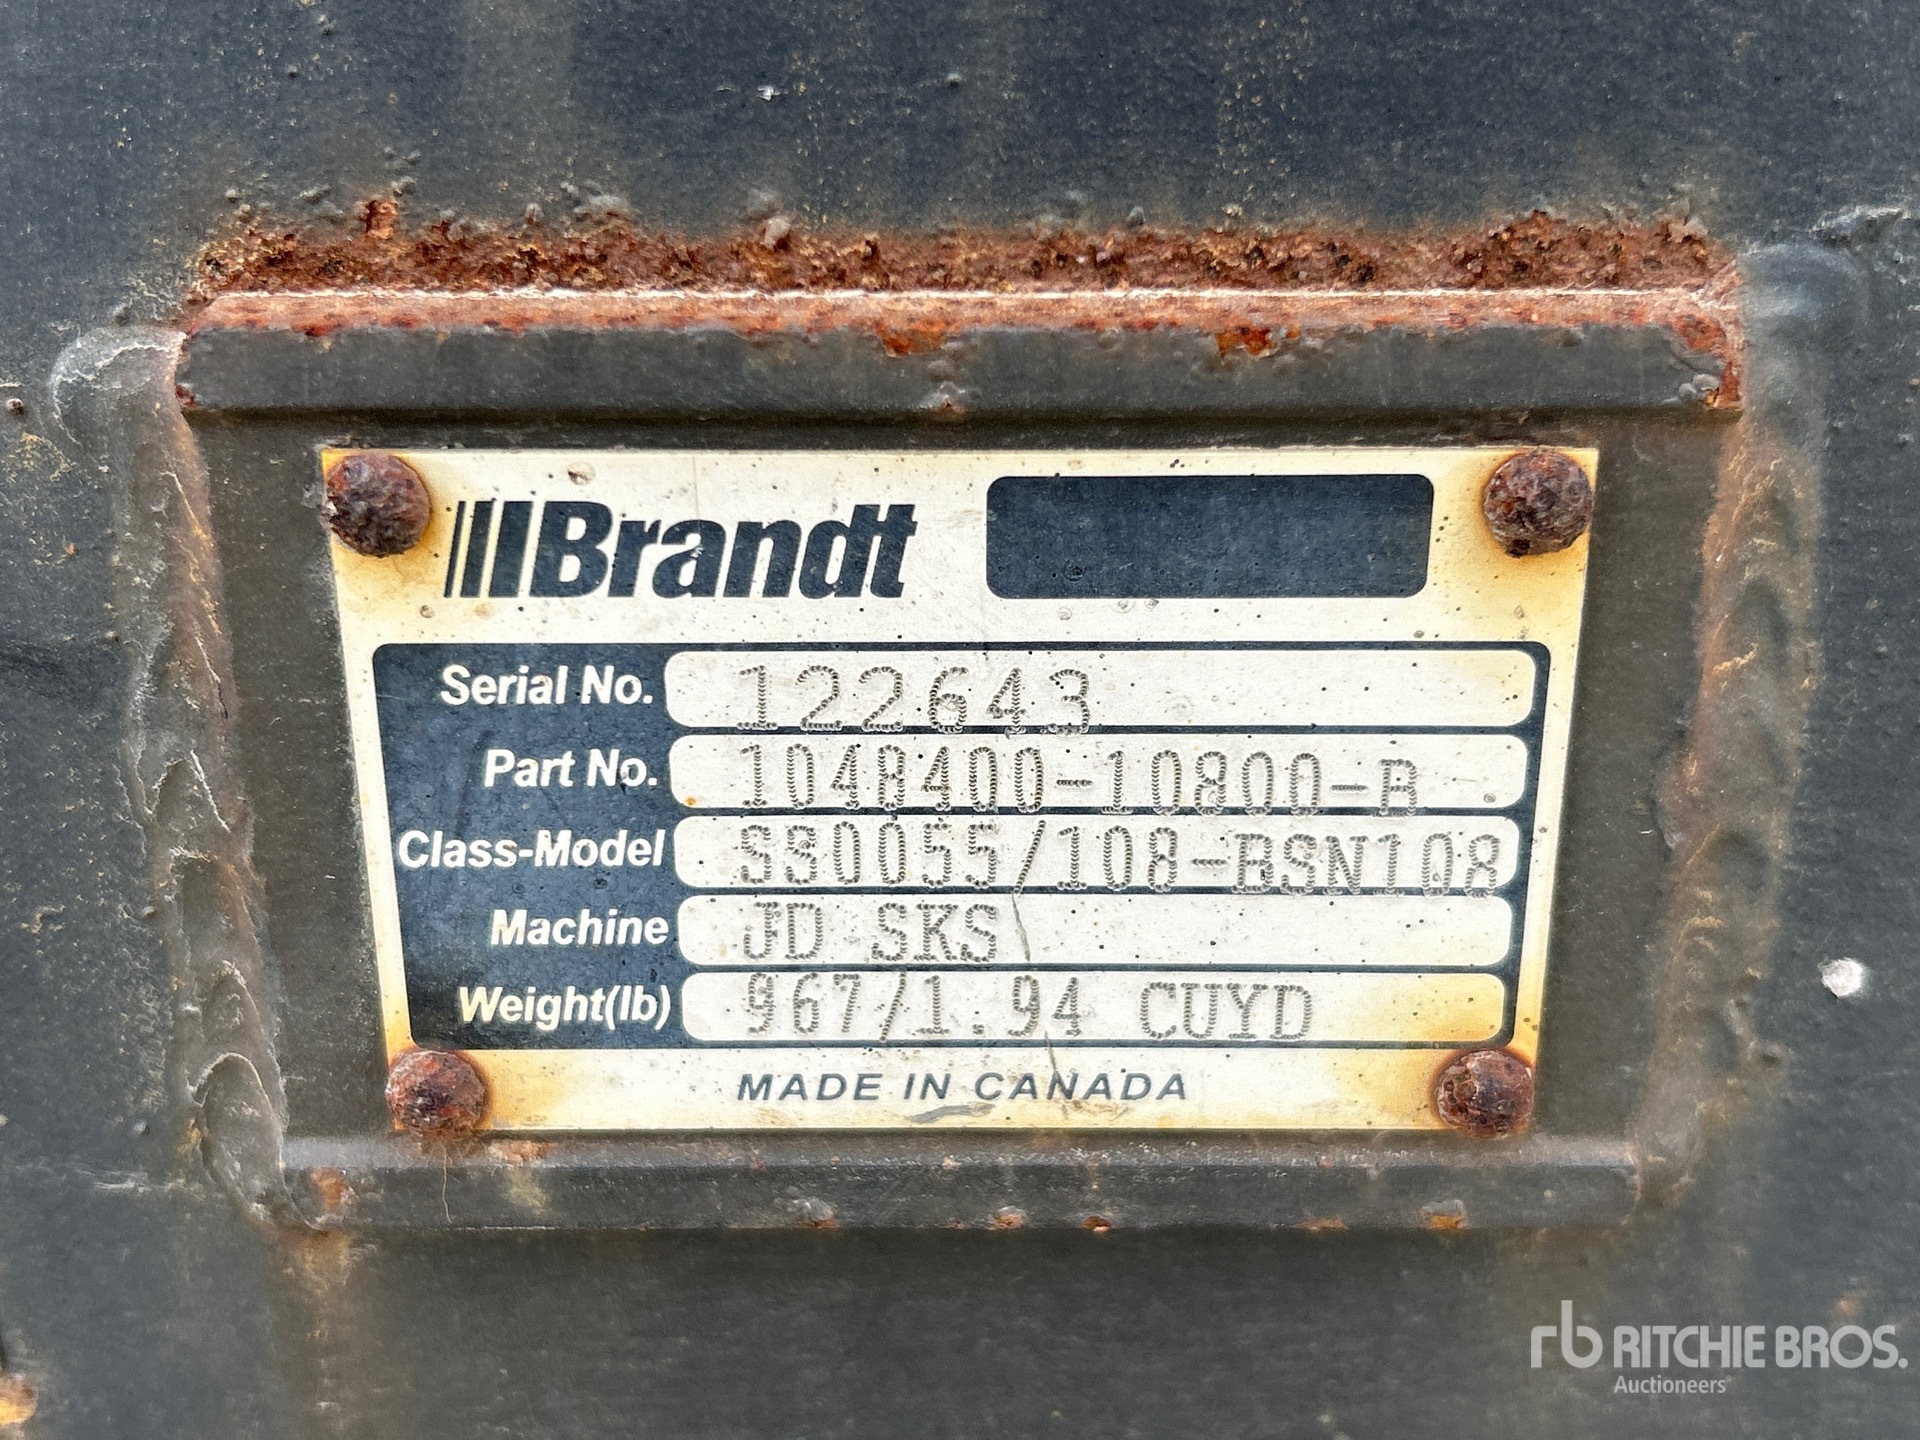 Brandt
Serial No. 122643
Part No. 1048400-10800-B
Class-Model SS0055/108-BSN108
Machine JD SKS
Weight(lb) 967/1.94 CUYD
MADE IN CANADA
rb RITCHIE BROS.
Auctioneers